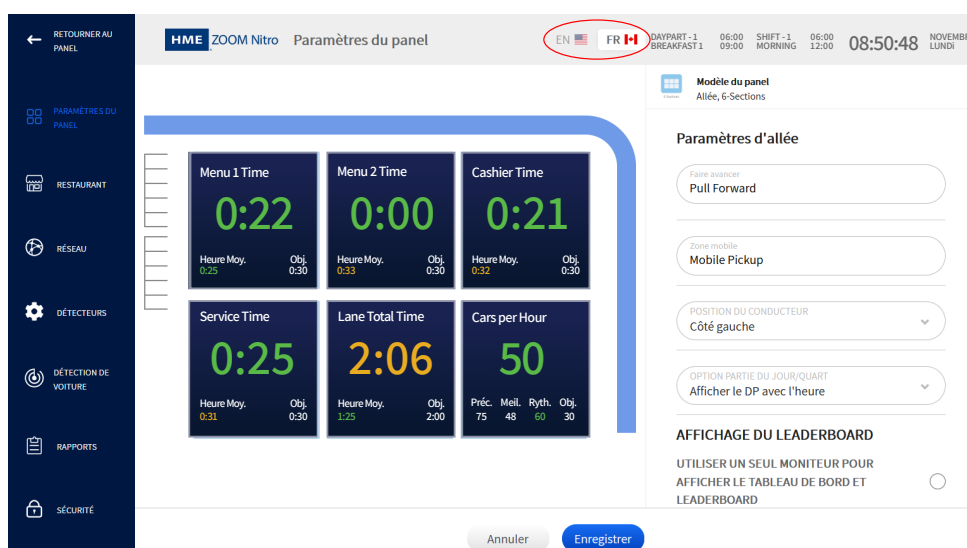 RETOURNER AU
PANEL
HME ZOOM Nitro Paramètres du panel
EN FR
DAYPART - 1 06:00 SHIFT - 1 06:00
BREAKFAST 1 09:00 MORNING 12:00
08:50:48
NOVEMBE
LUNDI
PARAMÈTRES DU
PANEL
RESTAURANT
RÉSEAU
DÉTECTEURS
DÉTECTION DE
VOITURE
RAPPORTS
SÉCURITÉ
Menu 1 Time
0:22
Heure Moy. Obj.
0:25 0:30
Menu 2 Time
0:00
Heure Moy. Obj.
0:33 0:30
Cashier Time
0:21
Heure Moy. Obj.
0:32 0:30
Service Time
0:25
Heure Moy. Obj.
0:31 0:30
Lane Total Time
2:06
Heure Moy. Obj.
1:25 2:00
Cars per Hour
50
Préc. Meil. Ryth. Obj.
75 48 60 30
Modèle du panel
Allée, 6-Sections
Paramètres d'allée
Faire avancer
Pull Forward
Zone mobile
Mobile Pickup
POSITION DU CONDUCTEUR
Côté gauche
OPTION PARTIE DU JOUR/QUART
Afficher le DP avec l'heure
AFFICHAGE DU LEADERBOARD
UTILISER UN SEUL MONITEUR POUR
AFFICHER LE TABLEAU DE BORD ET
LEADERBOARD
Annuler Enregistrer